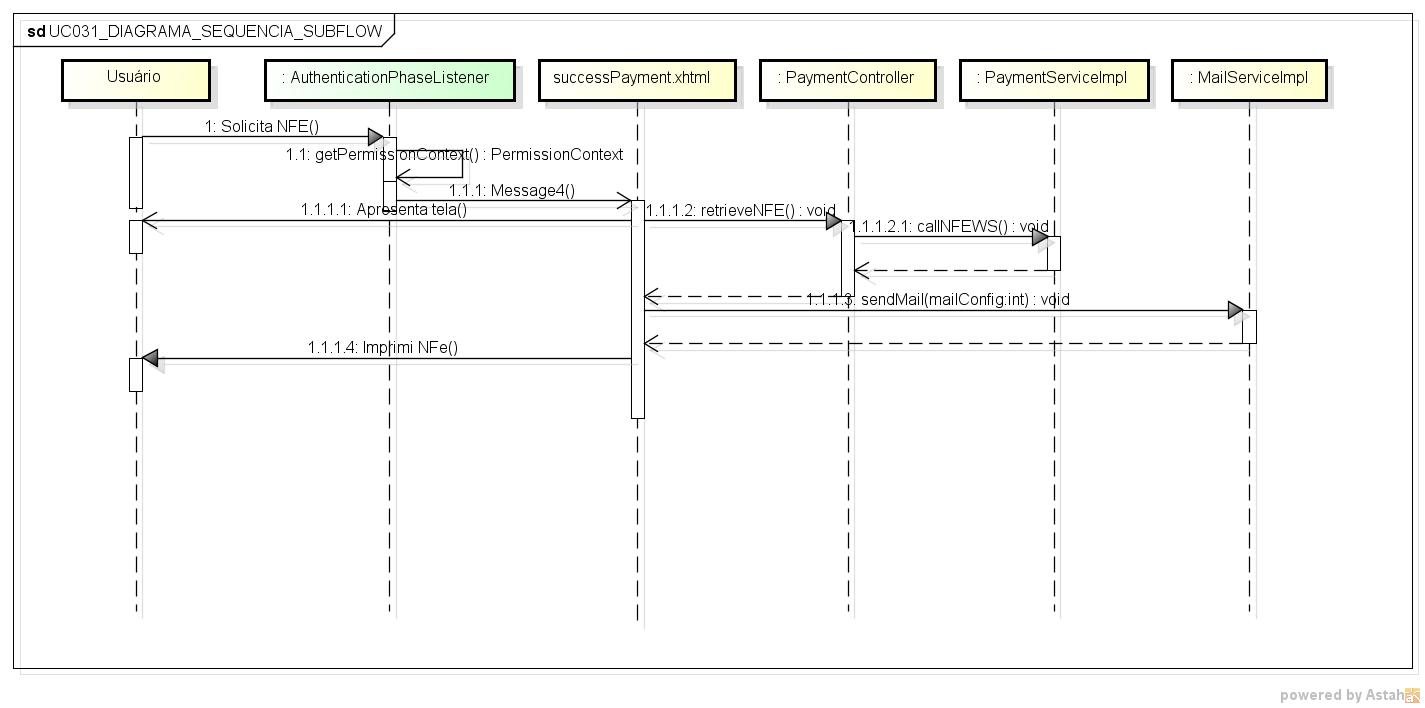 sd UC031_DIAGRAMA_SEQUENCIA_SUBFLOW
Usuário
: AuthenticationPhaseListener
successPayment.xhtml
: PaymentController
: PaymentServiceImpl
: MailServiceImpl
1: Solicita NFE()
1.1: getPermissionContext() : PermissionContext
1.1.1: Message4()
1.1.1.1: Apresenta tela()
1.1.1.2: retrieveNFE() : void
1.1.1.2.1: callNFEWS() : void
1.1.1.3: sendMail(mailConfig:int) : void
1.1.1.4: Imprimi NFe()
powered by Astah